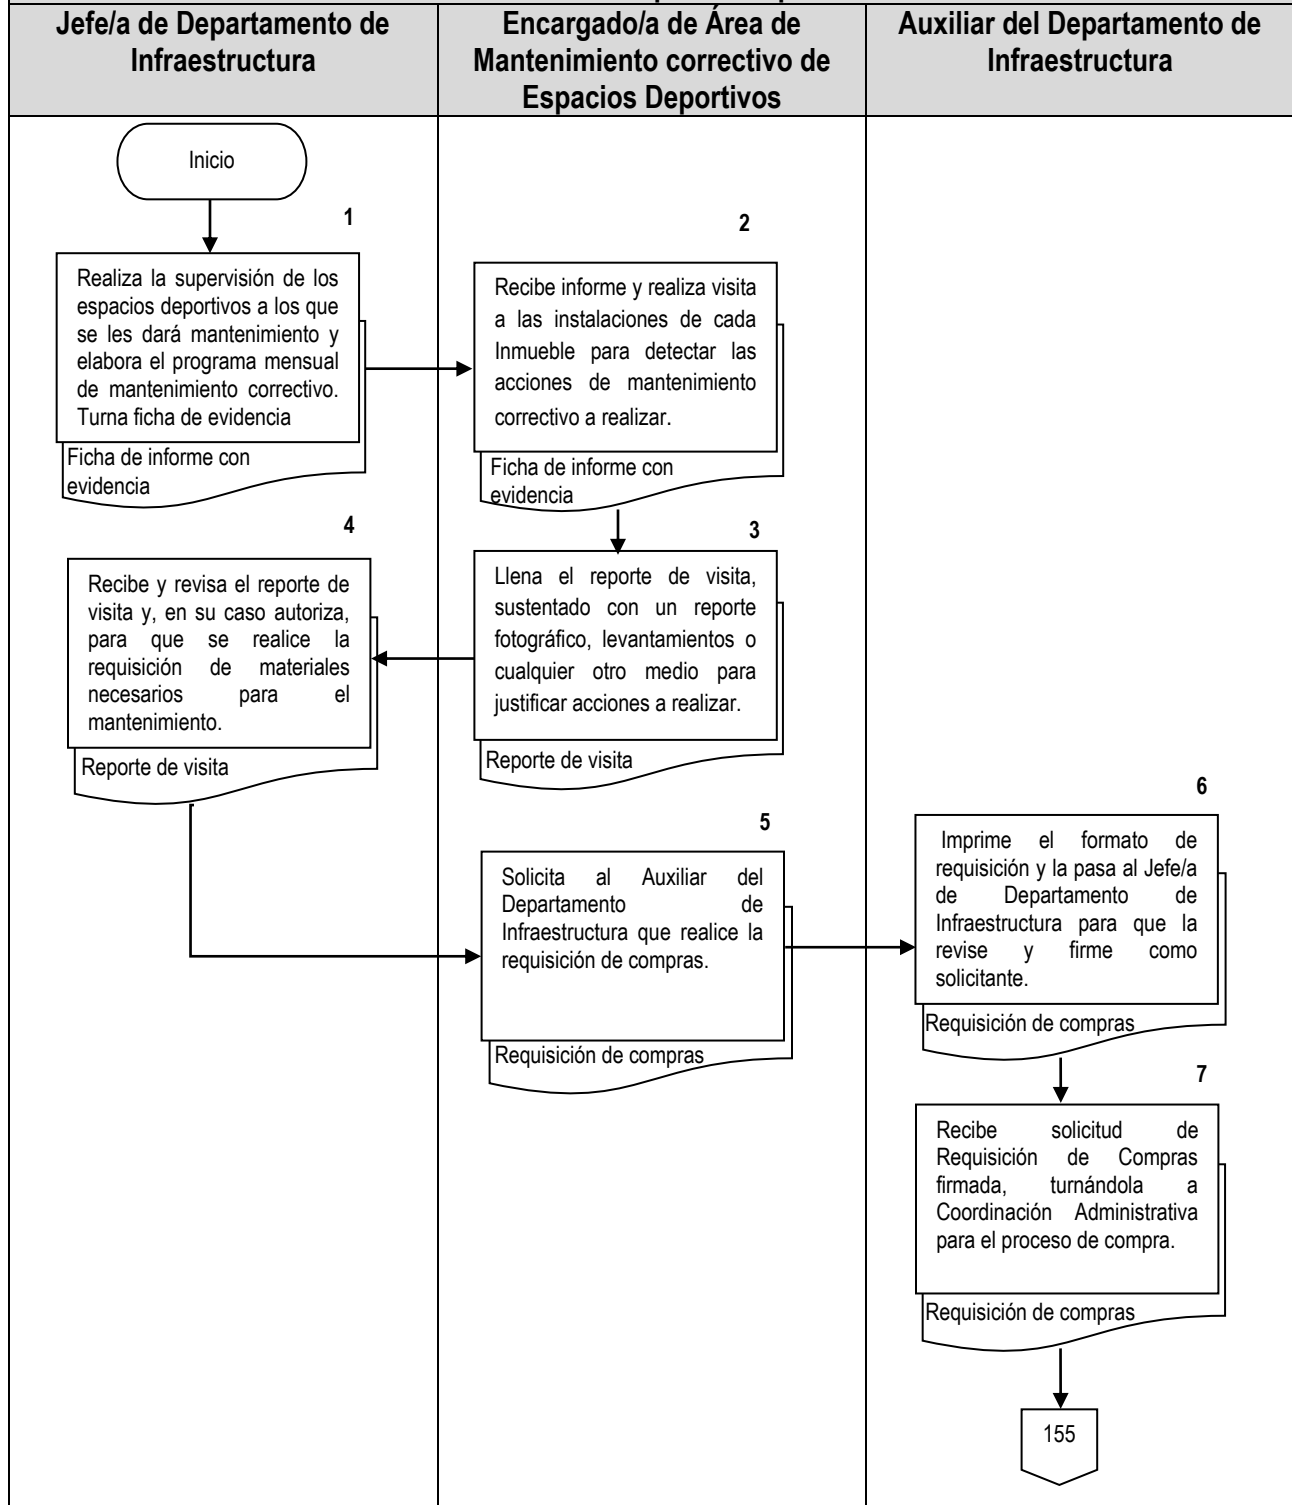 Jefe/a de Departamento de
Infraestructura
Encargado/a de Área de
Mantenimiento correctivo de
Espacios Deportivos
Auxiliar del Departamento de
Infraestructura
Inicio
1
Realiza la supervisión de los
espacios deportivos a los que
se les dará mantenimiento y
elabora el programa mensual
de mantenimiento correctivo.
Turna ficha de evidencia
Ficha de informe con
evidencia
2
Recibe informe y realiza visita
a las instalaciones de cada
Inmueble para detectar las
acciones de mantenimiento
correctivo a realizar.
Ficha de informe con
evidencia
3
Llena el reporte de visita,
sustentado con un reporte
fotográfico, levantamientos o
cualquier otro medio para
justificar acciones a realizar.
Reporte de visita
4
Recibe y revisa el reporte de
visita y, en su caso autoriza,
para que se realice la
requisición de materiales
necesarios para el
mantenimiento.
Reporte de visita
5
Solicita al Auxiliar del
Departamento de
Infraestructura que realice la
requisición de compras.
Requisición de compras
6
Imprime el formato de
requisición y la pasa al Jefe/a
de Departamento de
Infraestructura para que la
revise y firme como
solicitante.
Requisición de compras
7
Recibe solicitud de
Requisición de Compras
firmada, turnándola a
Coordinación Administrativa
para el proceso de compra.
Requisición de compras
155